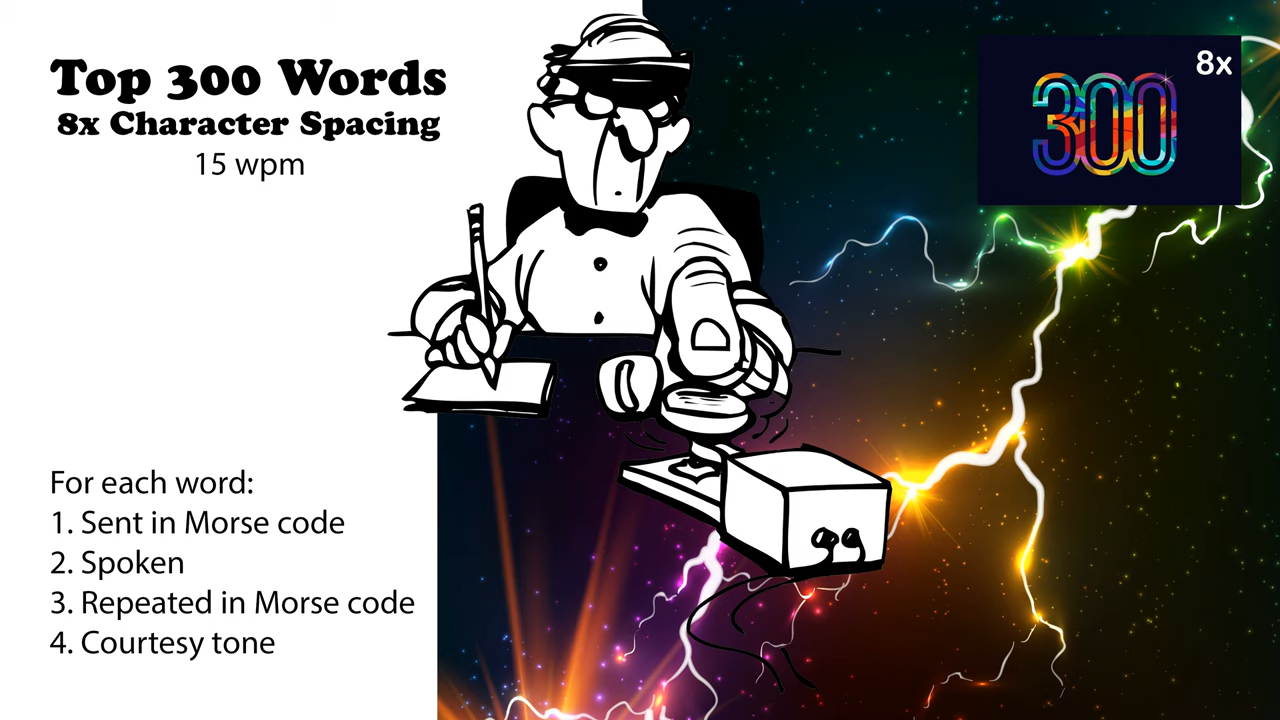 Top 300 Words
8x Character Spacing
15 wpm
8x
300
For each word:
1. Sent in Morse code
2. Spoken
3. Repeated in Morse code
4. Courtesy tone